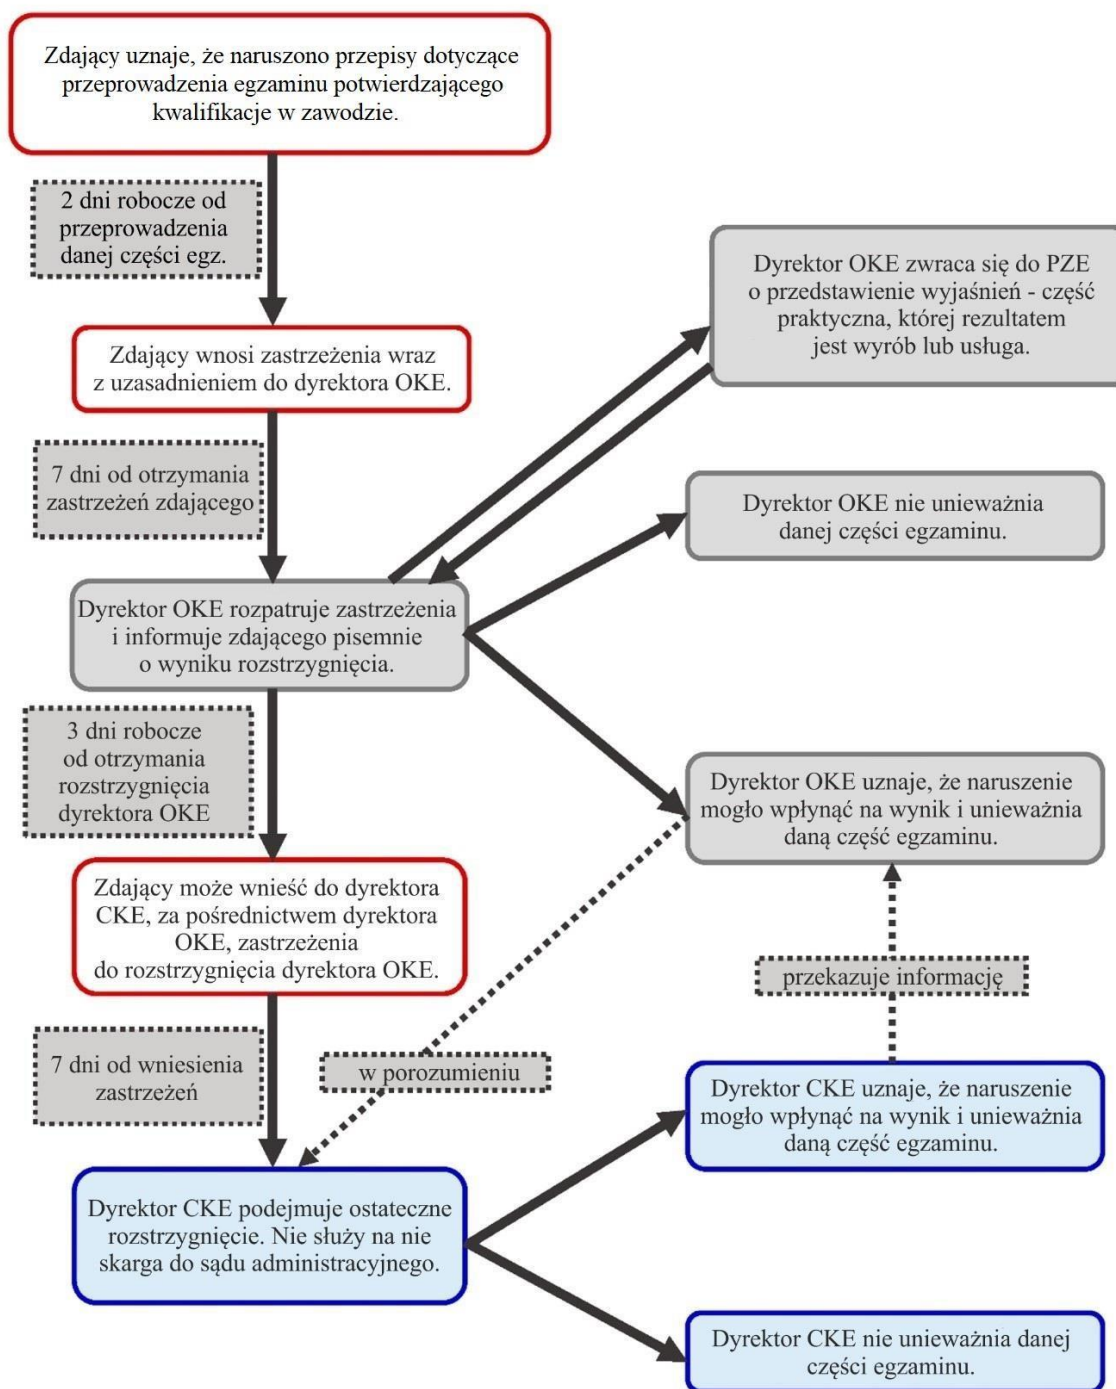 Zdający uznaje, że naruszono przepisy dotyczące
przeprowadzenia egzaminu potwierdzającego
kwalifikacje w zawodzie.
2 dni robocze od
przeprowadzenia
danej części egz.
Dyrektor OKE zwraca się do PZE
o przedstawienie wyjaśnień - część
praktyczna, której rezultatem
jest wyrób lub usługa.
Zdający wnosi zastrzeżenia wraz
z uzasadnieniem do dyrektora OKE.
7 dni od otrzymania
zastrzeżeń zdającego
Dyrektor OKE nie unieważnia
danej części egzaminu.
Dyrektor OKE rozpatruje zastrzeżenia
i informuje zdającego pisemnie
o wyniku rozstrzygnięcia.
3 dni robocze
od otrzymania
rozstrzygnięcia
dyrektora OKE
Dyrektor OKE uznaje, że naruszenie
mogło wpłynąć na wynik i unieważnia
daną część egzaminu.
Zdający może wnieść do dyrektora
CKE, za pośrednictwem dyrektora
OKE, zastrzeżenia
do rozstrzygnięcia dyrektora OKE.
przekazuje informację
7 dni od wniesienia
zastrzeżeń
w porozumieniu
Dyrektor CKE uznaje, że naruszenie
mogło wpłynąć na wynik i unieważnia
daną część egzaminu.
Dyrektor CKE podejmuje ostateczne
rozstrzygnięcie. Nie służy na nie
skarga do sądu administracyjnego.
Dyrektor CKE nie unieważnia danej
części egzaminu.